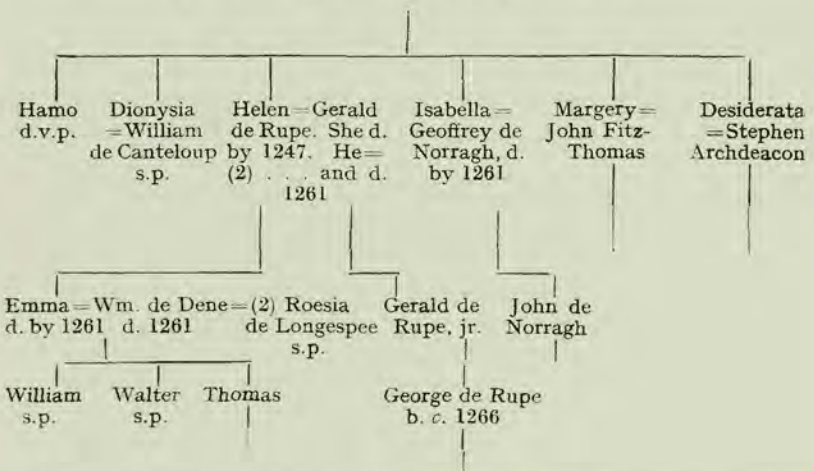 Hamo
d.v.p.
Dionysia
=William
de Canteloup
s.p.
Helen=Gerald
de Rupe. She d.
by 1247. He=
(2) . . . and d.
1261
Isabella=
Geoffrey de
Norragh, d.
by 1261
Margery=
John Fitz-
Thomas
Desiderata
=Stephen
Archdeacon
Emma=Wm. de Dene=(2) Roesia
d. by 1261 d. 1261 de Longespee
s.p.
Gerald de
Rupe, jr.
John de
Norragh
William
s.p.
Walter
s.p.
Thomas
George de Rupe
b. c. 1266